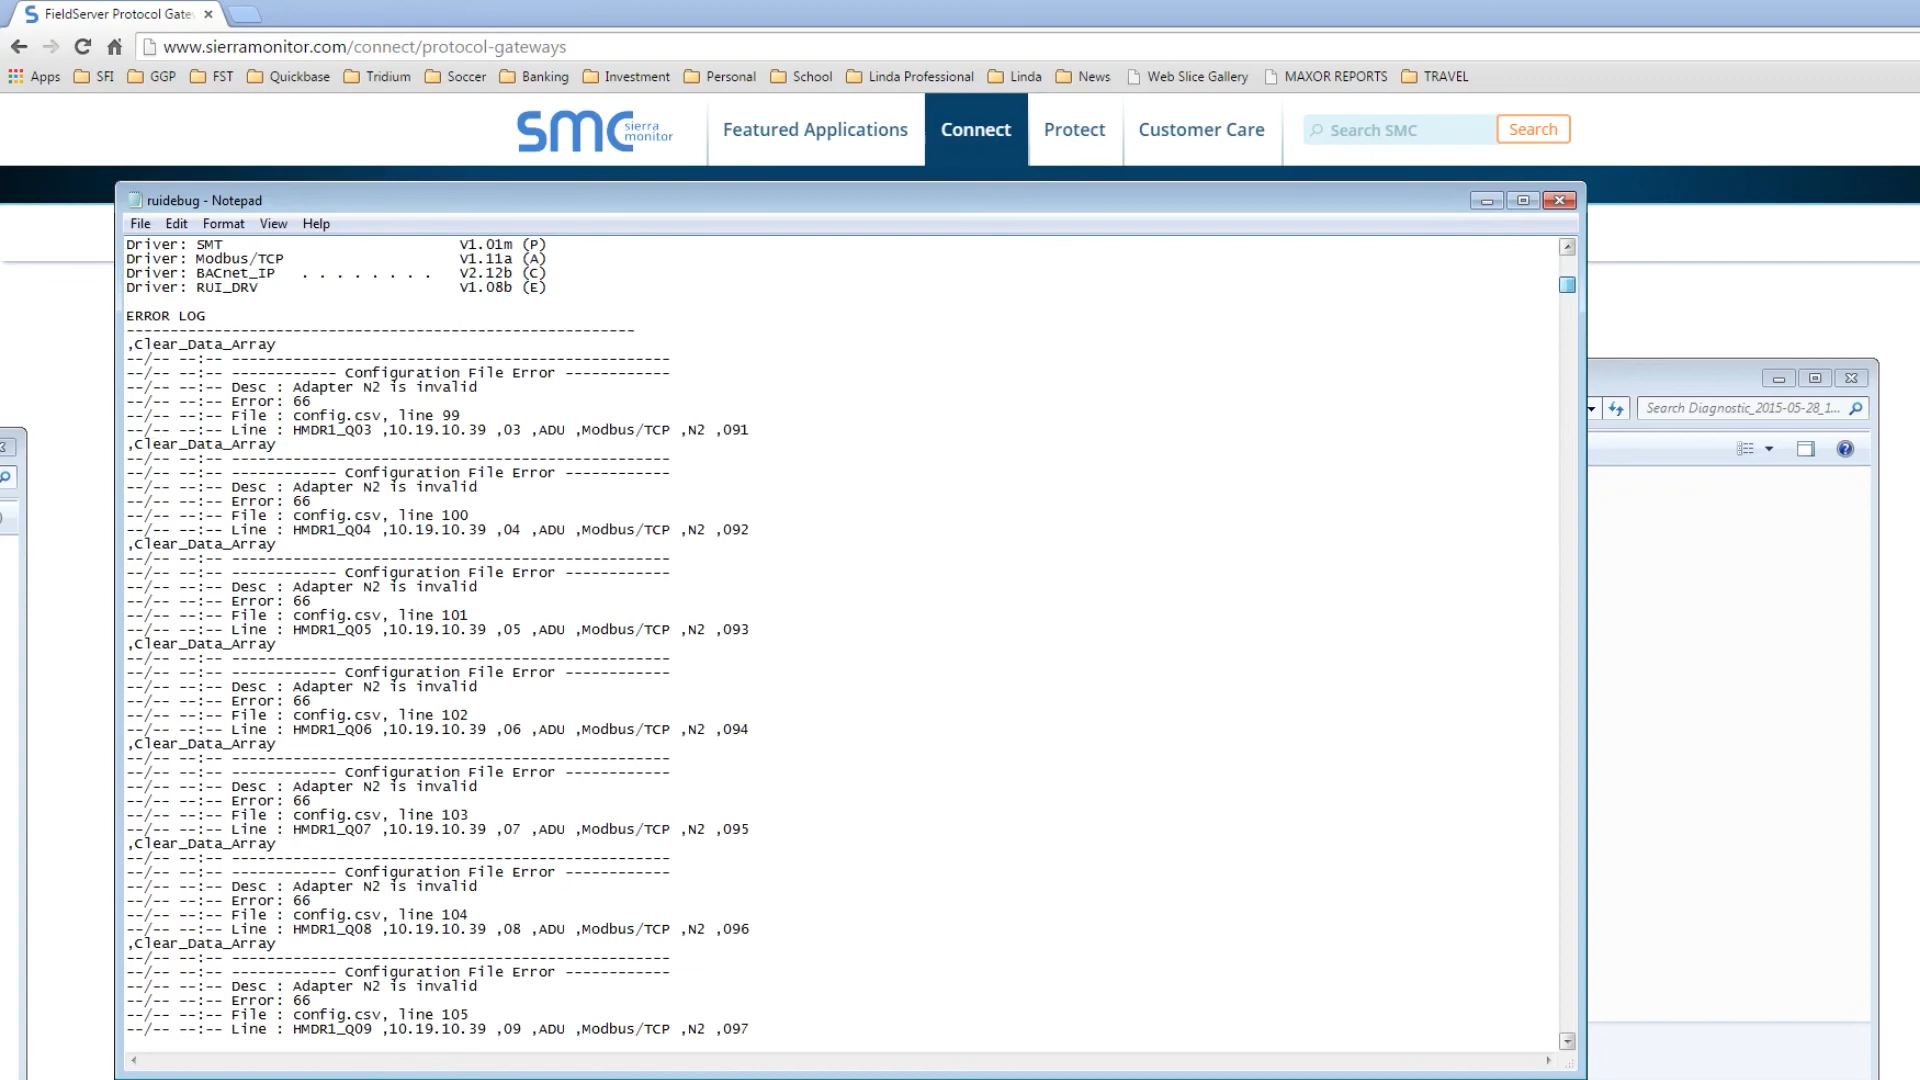 FieldServer Protocol Gate
www.sierramonitor.com/connect/protocol-gateways
Apps SFI GGP FST Quickbase Tridium Soccer Banking Investment Personal School Linda Professional Linda News Web Slice Gallery MAXOR REPORTS TRAVEL
SMC sierra monitor Featured Applications Connect Protect Customer Care Search SMC Search
ruidebug - Notepad
File Edit Format View Help
Driver: SMT V1.01m (P)
Driver: Modbus/TCP V1.11a (A)
Driver: BACnet_IP . . . . . . . . V2.12b (C)
Driver: RUI_DRV V1.08b (E)
ERROR LOG
----------------------------------------------------------
,Clear_Data_Array
--/-- --:-- --------------------------------------------------
--/-- --:-- ------------ Configuration File Error ------------
--/-- --:-- Desc : Adapter N2 is invalid
--/-- --:-- Error: 66
--/-- --:-- File : config.csv, line 99
--/-- --:-- Line : HMDR1_Q03 ,10.19.10.39 ,03 ,ADU ,Modbus/TCP ,N2 ,091
,Clear_Data_Array
--/-- --:-- --------------------------------------------------
--/-- --:-- ------------ Configuration File Error ------------
--/-- --:-- Desc : Adapter N2 is invalid
--/-- --:-- Error: 66
--/-- --:-- File : config.csv, line 100
--/-- --:-- Line : HMDR1_Q04 ,10.19.10.39 ,04 ,ADU ,Modbus/TCP ,N2 ,092
,Clear_Data_Array
--/-- --:-- --------------------------------------------------
--/-- --:-- ------------ Configuration File Error ------------
--/-- --:-- Desc : Adapter N2 is invalid
--/-- --:-- Error: 66
--/-- --:-- File : config.csv, line 101
--/-- --:-- Line : HMDR1_Q05 ,10.19.10.39 ,05 ,ADU ,Modbus/TCP ,N2 ,093
,Clear_Data_Array
--/-- --:-- --------------------------------------------------
--/-- --:-- ------------ Configuration File Error ------------
--/-- --:-- Desc : Adapter N2 is invalid
--/-- --:-- Error: 66
--/-- --:-- File : config.csv, line 102
--/-- --:-- Line : HMDR1_Q06 ,10.19.10.39 ,06 ,ADU ,Modbus/TCP ,N2 ,094
,Clear_Data_Array
--/-- --:-- --------------------------------------------------
--/-- --:-- ------------ Configuration File Error ------------
--/-- --:-- Desc : Adapter N2 is invalid
--/-- --:-- Error: 66
--/-- --:-- File : config.csv, line 103
--/-- --:-- Line : HMDR1_Q07 ,10.19.10.39 ,07 ,ADU ,Modbus/TCP ,N2 ,095
,Clear_Data_Array
--/-- --:-- --------------------------------------------------
--/-- --:-- ------------ Configuration File Error ------------
--/-- --:-- Desc : Adapter N2 is invalid
--/-- --:-- Error: 66
--/-- --:-- File : config.csv, line 104
--/-- --:-- Line : HMDR1_Q08 ,10.19.10.39 ,08 ,ADU ,Modbus/TCP ,N2 ,096
,Clear_Data_Array
--/-- --:-- --------------------------------------------------
--/-- --:-- ------------ Configuration File Error ------------
--/-- --:-- Desc : Adapter N2 is invalid
--/-- --:-- Error: 66
--/-- --:-- File : config.csv, line 105
--/-- --:-- Line : HMDR1_Q09 ,10.19.10.39 ,09 ,ADU ,Modbus/TCP ,N2 ,097
Search Diagnostic_2015-05-28_1...